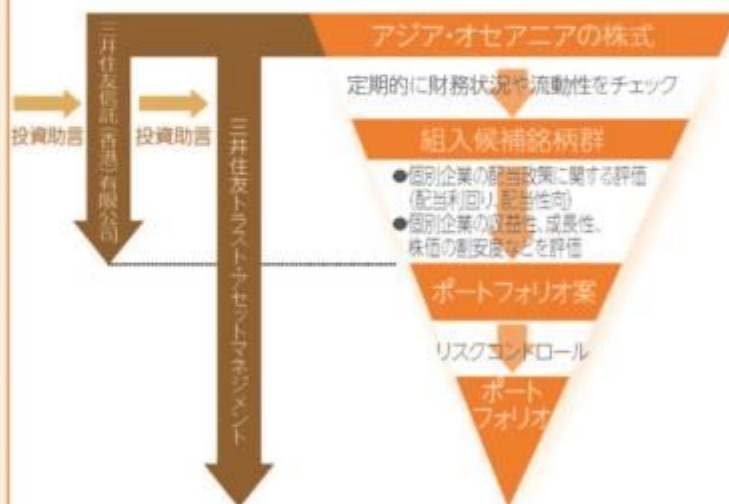 アジア・オセアニアの株式
定期的に財務状況や流動性をチェック
組入候補銘柄群
●個別企業の配当政策に関する評価
(配当利回り、配当性向)
●個別企業の収益性、成長性、
株価の割安度などを評価
ポートフォリオ案
リスクコントロール
ポート
フォリオ
投資助言
三井住友信託(香港)有限公司
投資助言
三井住友トラスト・アセットマネジメント